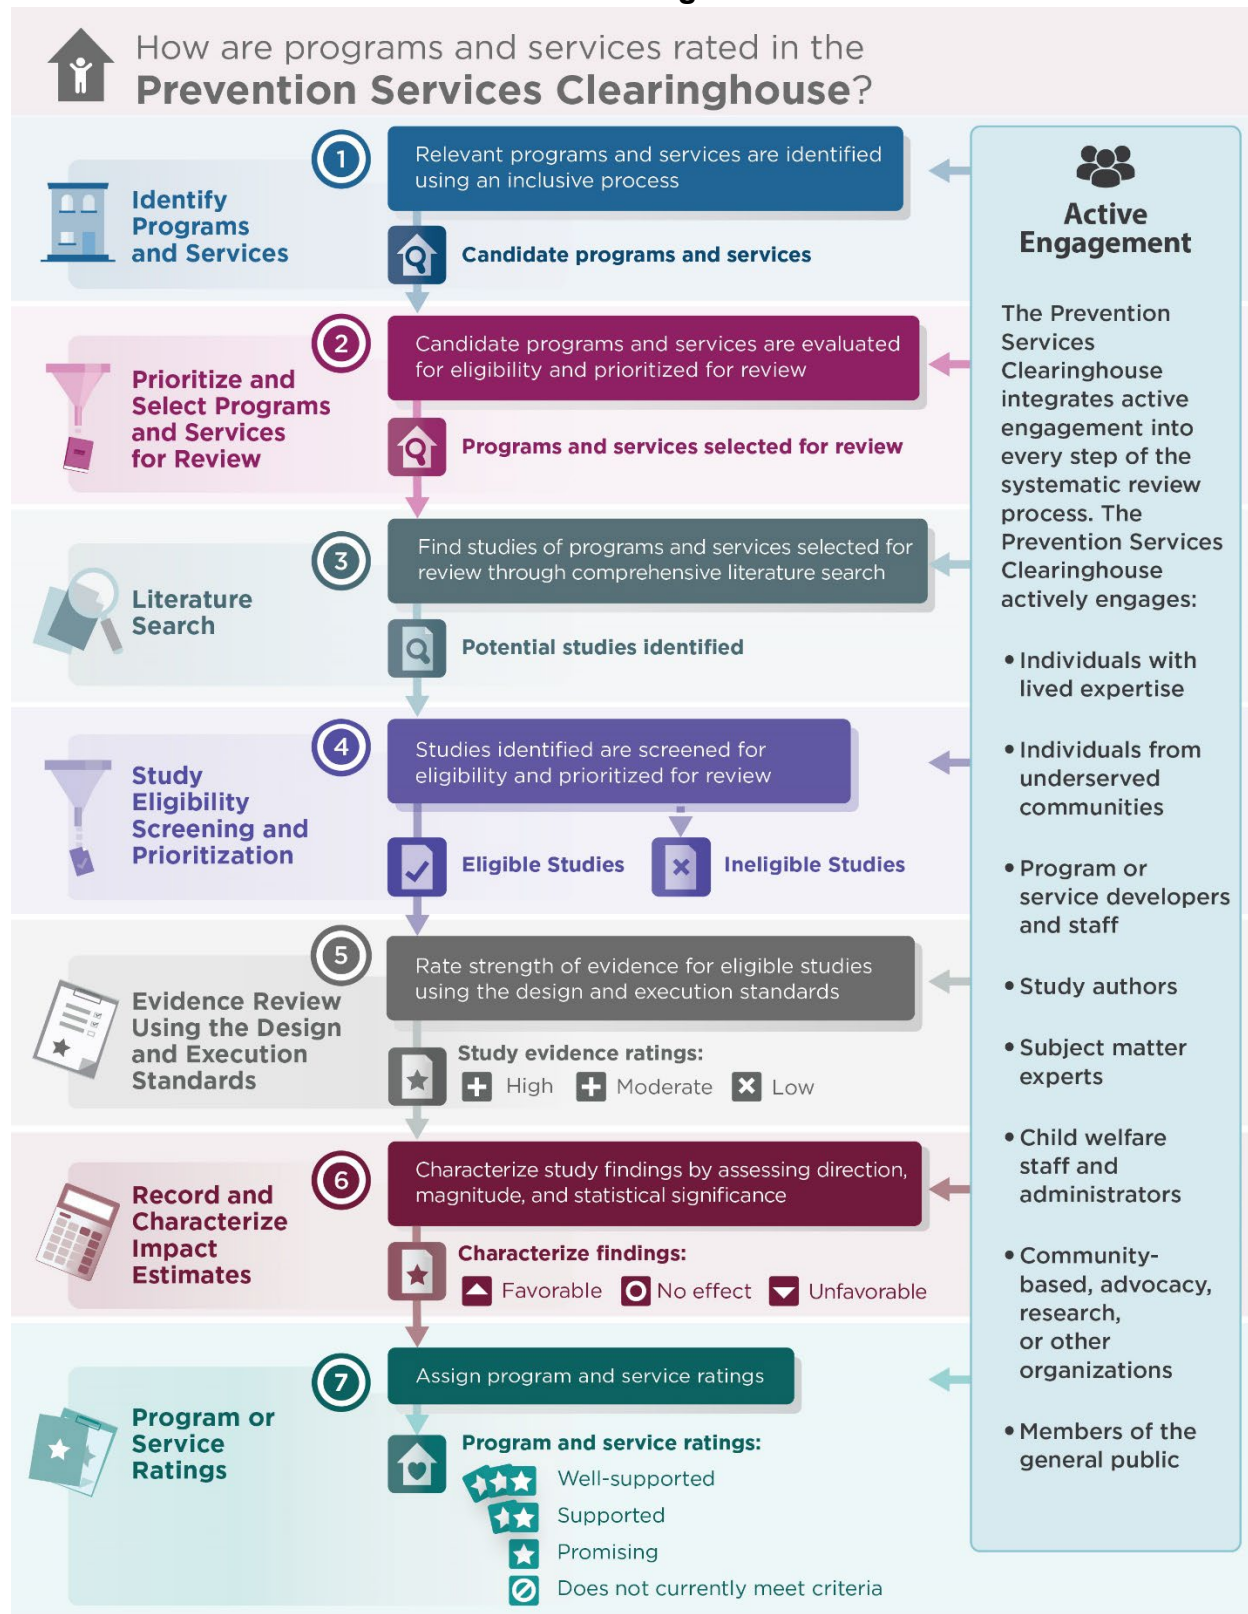 How are programs and services rated in the
Prevention Services Clearinghouse?
1
Identify
Programs
and Services
Relevant programs and services are identified
using an inclusive process
Candidate programs and services
2
Prioritize and
Select Programs
and Services
for Review
Candidate programs and services are evaluated
for eligibility and prioritized for review
Programs and services selected for review
3
Literature
Search
Find studies of programs and services selected for
review through comprehensive literature search
Potential studies identified
4
Study
Eligibility
Screening and
Prioritization
Studies identified are screened for
eligibility and prioritized for review
Eligible Studies
Ineligible Studies
5
Evidence Review
Using the Design
and Execution
Standards
Rate strength of evidence for eligible studies
using the design and execution standards
Study evidence ratings:
High Moderate Low
6
Record and
Characterize
Impact
Estimates
Characterize study findings by assessing direction,
magnitude, and statistical significance
Characterize findings:
Favorable No effect Unfavorable
7
Program or
Service
Ratings
Assign program and service ratings
Program and service ratings:
Well-supported
Supported
Promising
Does not currently meet criteria
Active
Engagement
The Prevention
Services
Clearinghouse
integrates active
engagement into
every step of the
systematic review
process. The
Prevention Services
Clearinghouse
actively engages:
• Individuals with
lived expertise
• Individuals from
underserved
communities
• Program or
service developers
and staff
• Study authors
• Subject matter
experts
• Child welfare
staff and
administrators
• Community-
based, advocacy,
research,
or other
organizations
• Members of the
general public